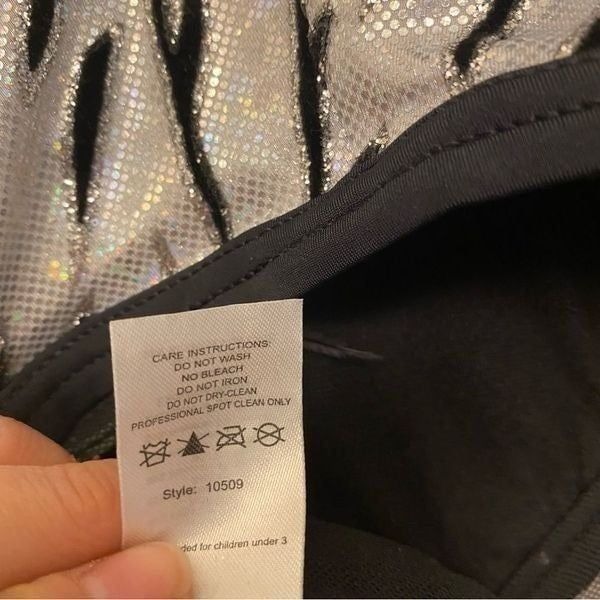 CARE INSTRUCTIONS:
DO NOT WASH
NO BLEACH
DO NOT IRON
DO NOT DRY-CLEAN
PROFESSIONAL SPOT CLEAN ONLY
Style: 10509
for children under 3